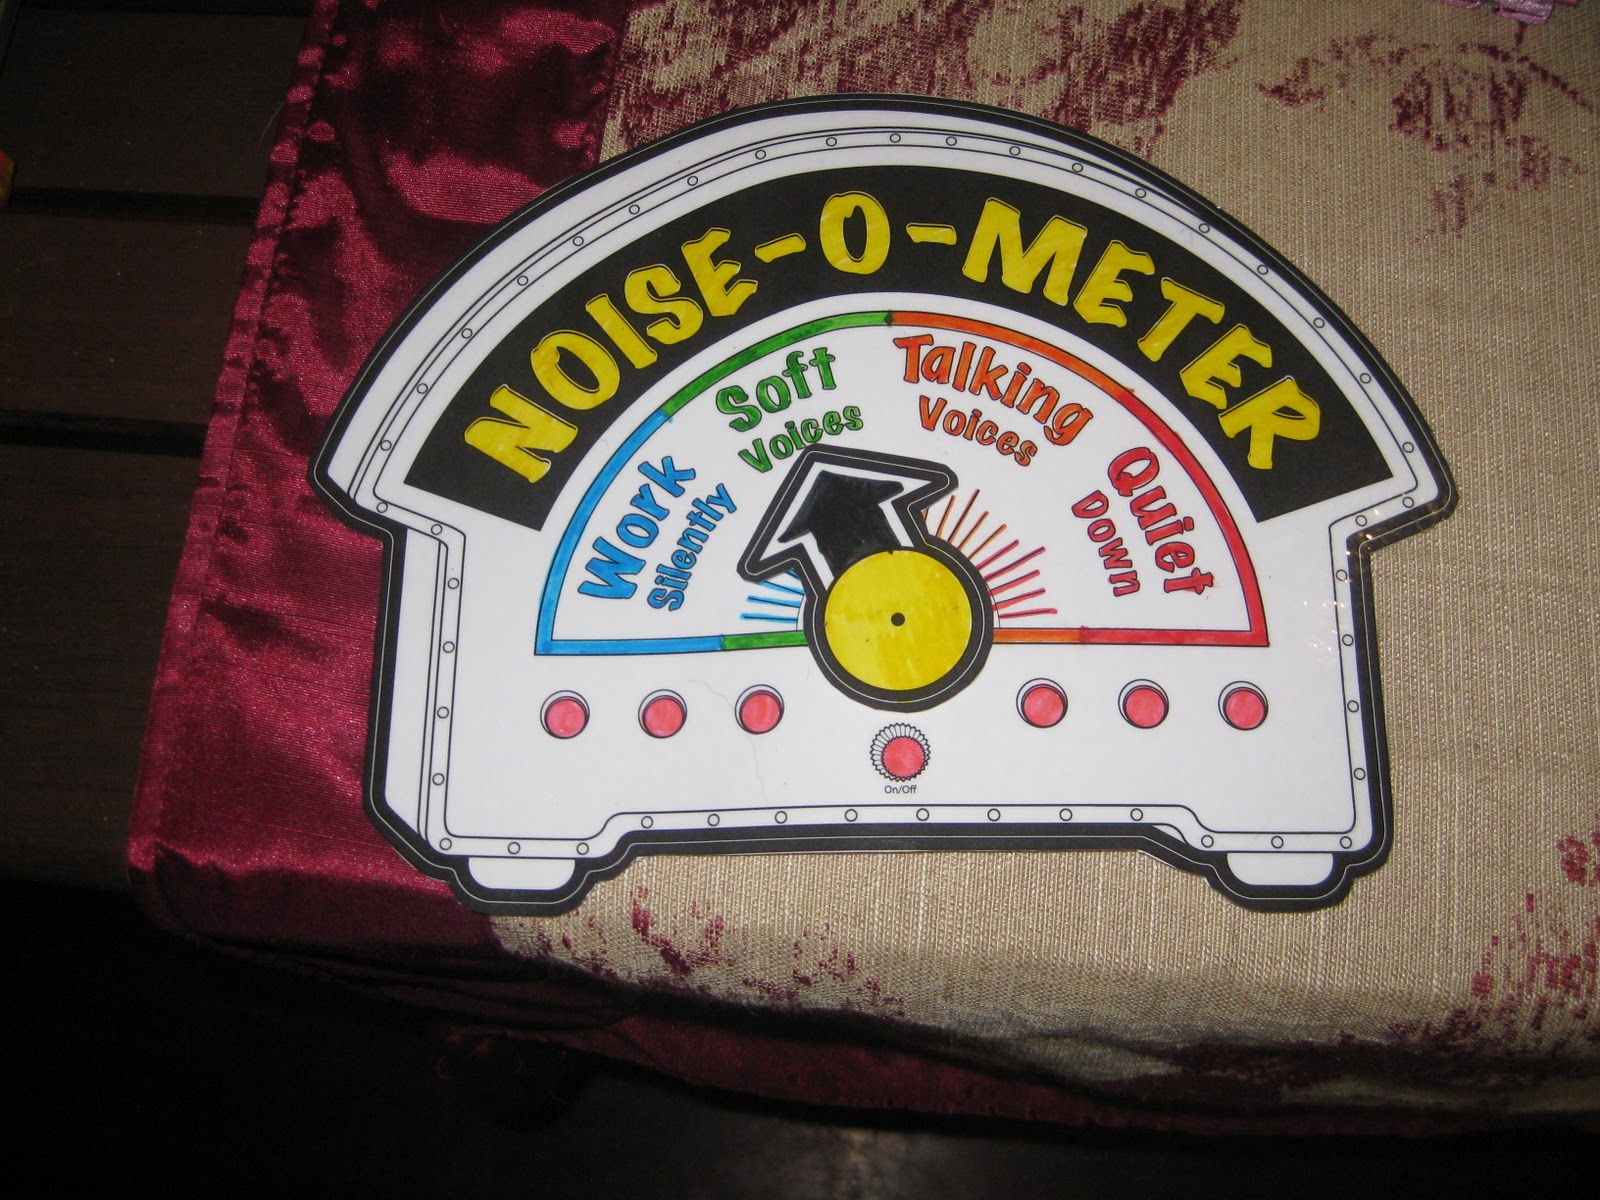 NOISE-O-METER
Work
Silently
Soft
Voices
Talking
Voices
Quiet
Down
On/Off